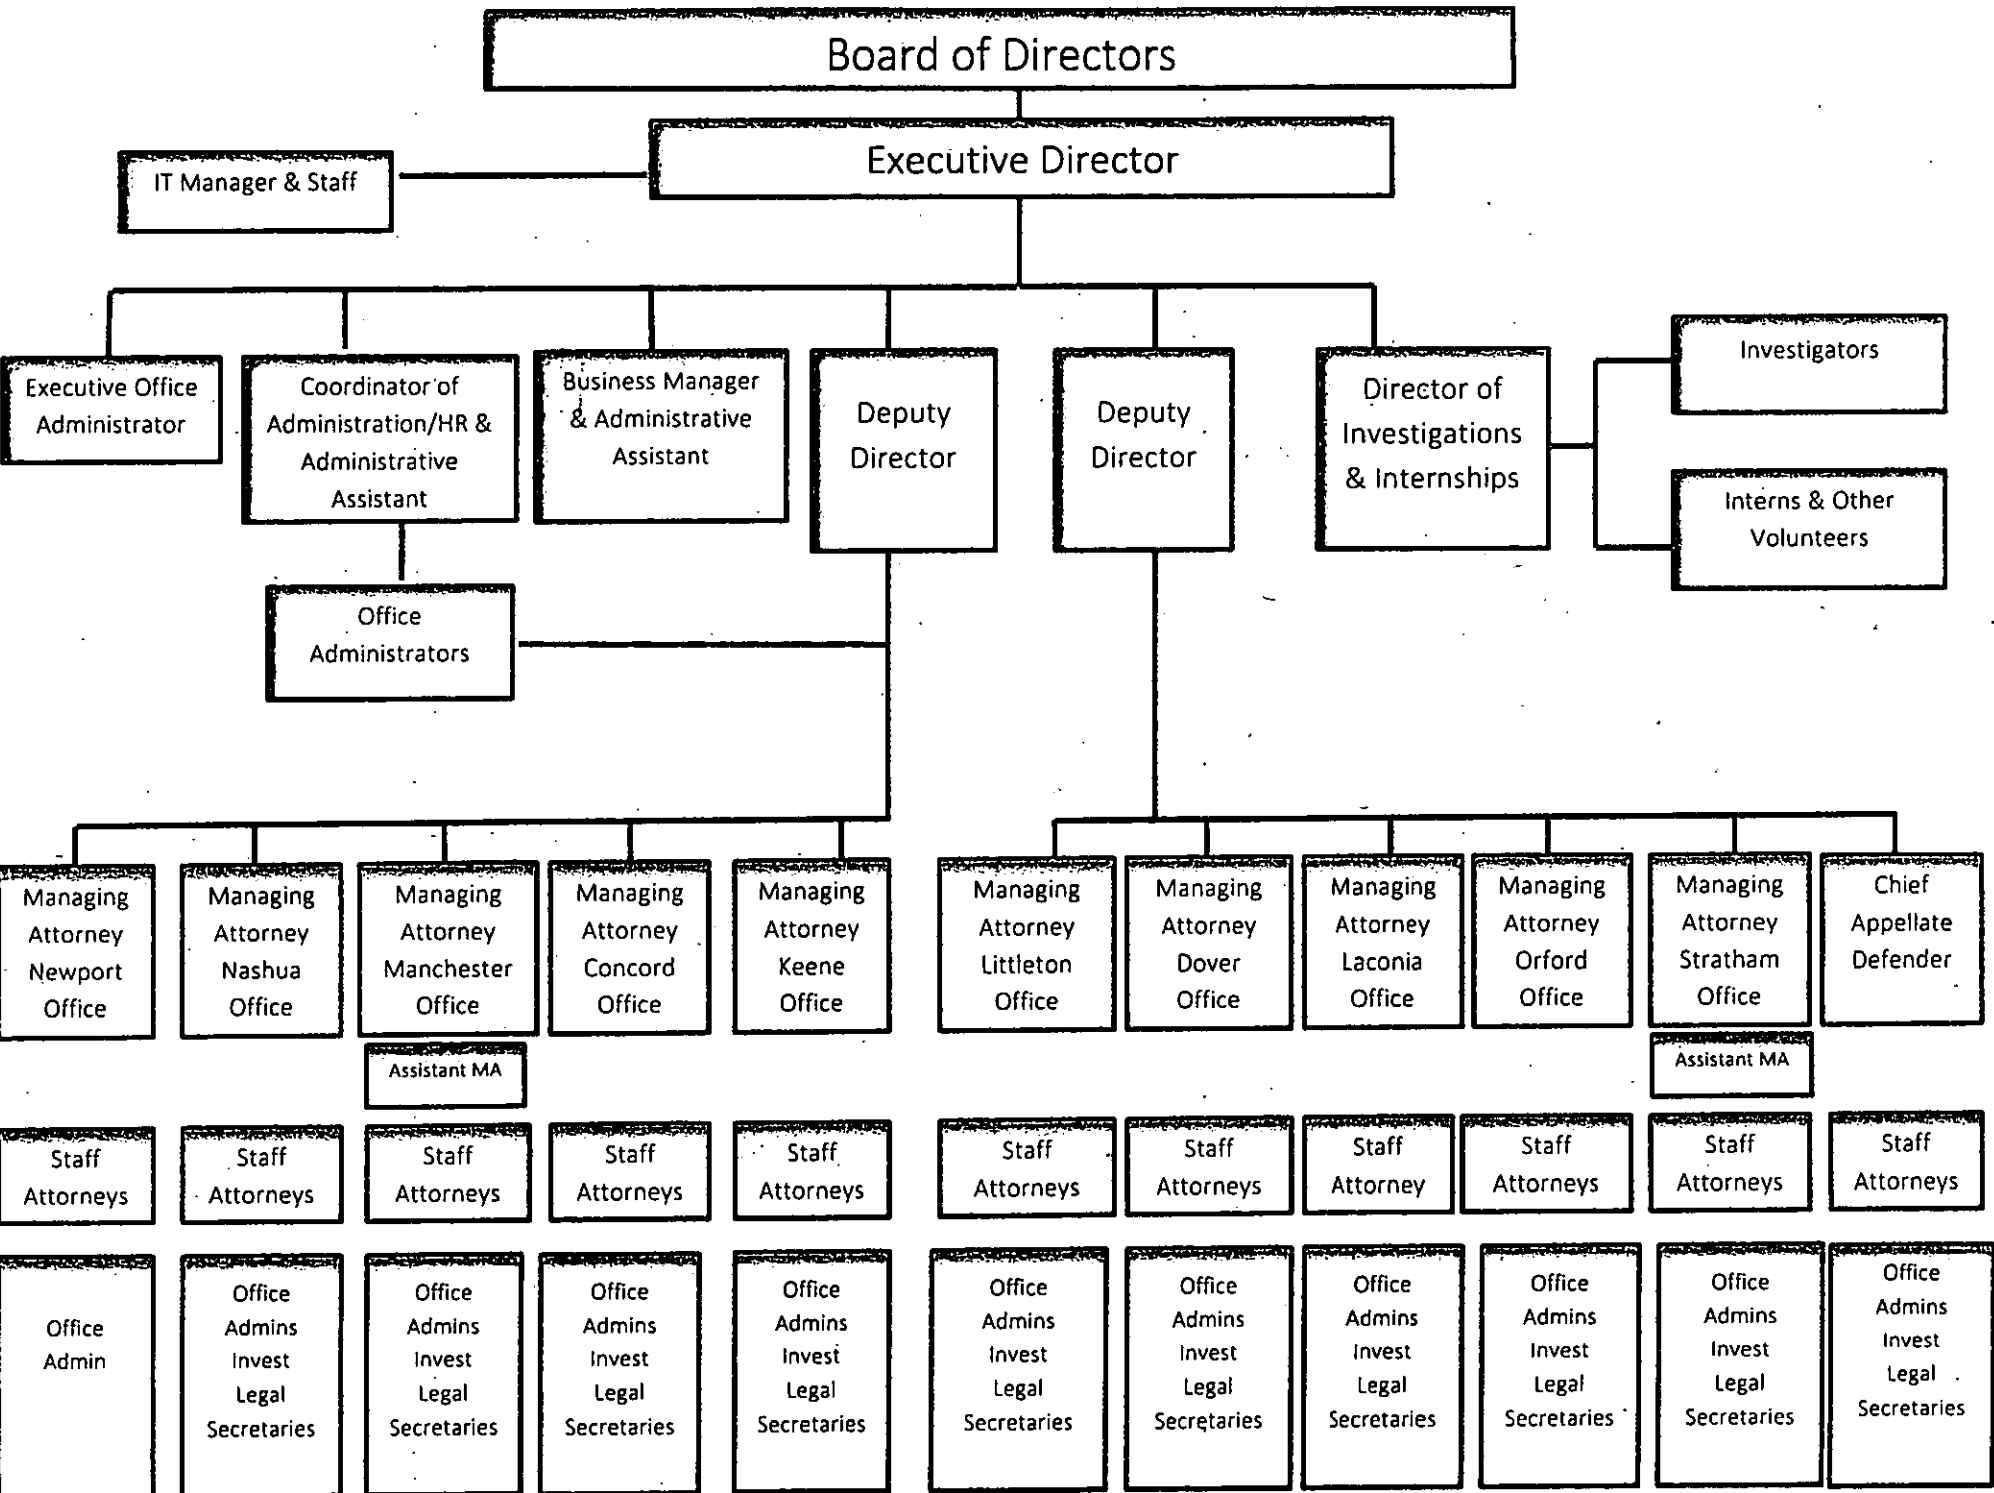 Board of Directors
Executive Director
IT Manager & Staff
Executive Office
Administrator
Coordinator of
Administration/HR &
Administrative
Assistant
Business Manager
& Administrative
Assistant
Deputy
Director
Deputy
Director
Director of
Investigations
& Internships
Investigators
Interns & Other
Volunteers
Office
Administrators
Managing
Attorney
Newport
Office
Managing
Attorney
Nashua
Office
Managing
Attorney
Manchester
Office
Managing
Attorney
Concord
Office
Managing
Attorney
Keene
Office
Managing
Attorney
Littleton
Office
Managing
Attorney
Dover
Office
Managing
Attorney
Laconia
Office
Managing
Attorney
Orford
Office
Managing
Attorney
Stratham
Office
Chief
Appellate
Defender
Assistant MA
Assistant MA
Staff
Attorneys
Staff
Attorneys
Staff
Attorneys
Staff
Attorneys
Staff
Attorneys
Staff
Attorneys
Staff
Attorneys
Staff
Attorney
Staff
Attorneys
Staff
Attorneys
Staff
Attorneys
Office
Admin
Office
Admins
Invest
Legal
Secretaries
Office
Admins
Invest
Legal
Secretaries
Office
Admins
Invest
Legal
Secretaries
Office
Admins
Invest
Legal
Secretaries
Office
Admins
Invest
Legal
Secretaries
Office
Admins
Invest
Legal
Secretaries
Office
Admins
Invest
Legal
Secretaries
Office
Admins
Invest
Legal
Secretaries
Office
Admins
Invest
Legal
Secretaries
Office
Admins
Invest
Legal
Secretaries